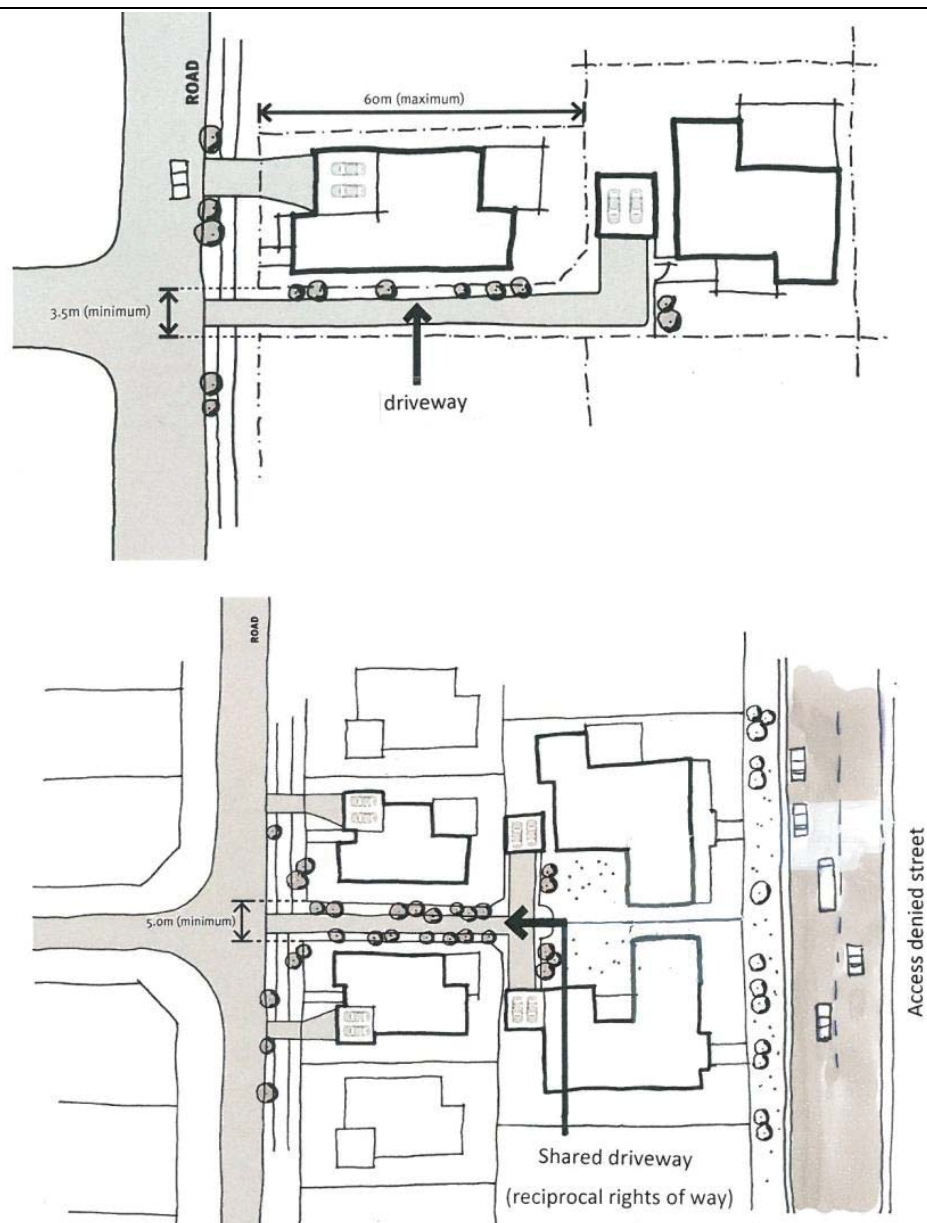 ROAD
60m (maximum)
3.5m (minimum)
driveway
ROAD
5.0m (minimum)
Access denied street
Shared driveway
(reciprocal rights of way)